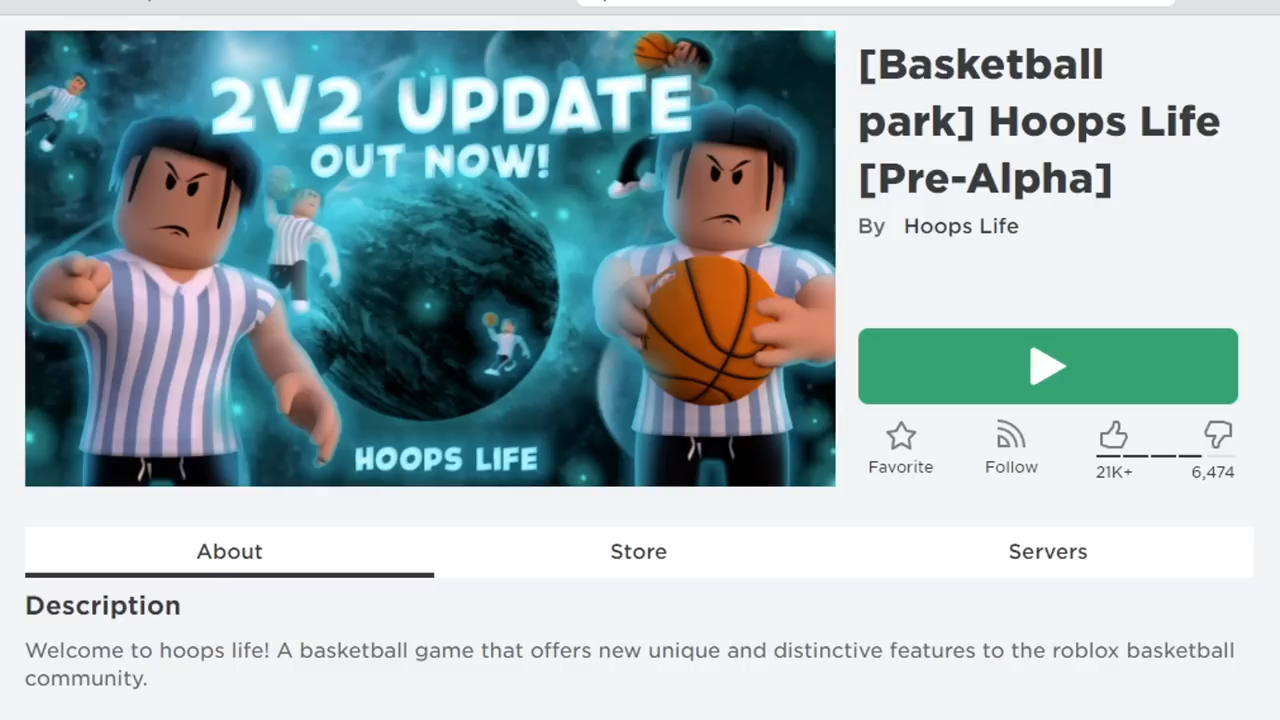 2V2 UPDATE
OUT NOW!
HOOPS LIFE
[Basketball
park] Hoops Life
[Pre-Alpha]
By Hoops Life
Favorite
Follow
21K+
6,474
About
Store
Servers
Description
Welcome to hoops life! A basketball game that offers new unique and distinctive features to the roblox basketball
community.